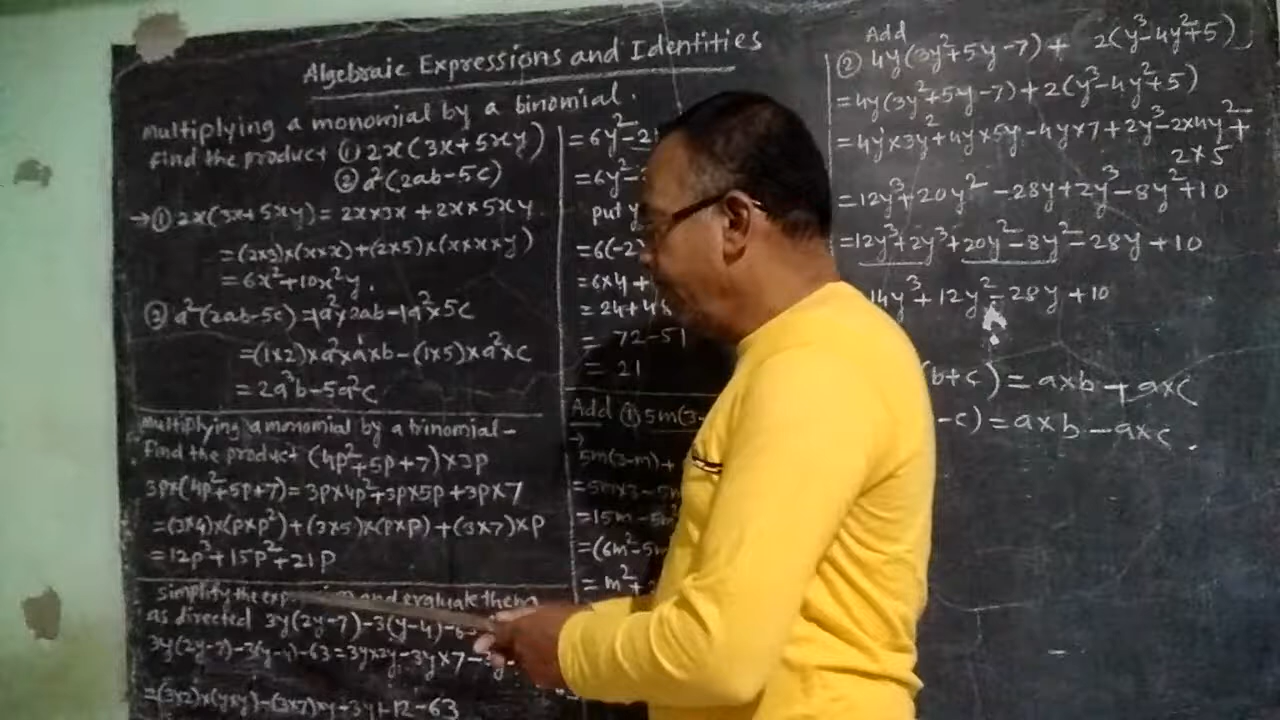 Algebraic Expressions and Identities
Multiplying a monomial by a binomial.
find the product ① 2x(3x+5xy)
② a²(2ab-5c)
→① 2x(3x+5xy) = 2x×3x + 2x×5xy
=(2×3)×(x×x)+(2×5)×(x×x×y)
= 6x²+10x²y.
② a²(2ab-5c) = 1a²×2ab-1a²×5c
=(1×2)×a²×a¹×b-(1×5)×a²×c
= 2a³b-5a²c
Multiplying a monomial by a trinomial-
Find the product (4p²+5p+7)×3p
3p×(4p²+5p+7)=3p×4p²+3p×5p+3p×7
=(3×4)×(p×p²)+(3×5)×(p×p)+(3×7)×p
=12p³+15p²+21p
simplify the and evaluate them
as directed 3y(2y-7)-3(y-4)-6
3y(2y-7)-3(y-4)-63=3y×2y-3y×7-3y-
=(3×2)×(y×y)-(3×7)×y-3y+12-63
=6y²-2
=6y²-
put y
=6(-2)
=6×4+
=24+48
= 72-51
= 21
Add ① 5m(3-
→
5m(3-m)+
=5m×3-5m
=15m-5m²
=(6m²-5m
= m²+
Add
② 4y(3y²+5y-7)+ 2(y³-4y²+5)
=4y(3y²+5y-7)+2(y³-4y²+5)
=4y×3y²+4y×5y-4y×7+2y³-2×4y²+
2×5
=12y³+20y²-28y+2y³-8y²+10
=12y³+2y³+20y²-8y²-28y+10
14y³+12y²-28y+10
(b+c)=a×b+a×c
-c)=a×b-a×c.